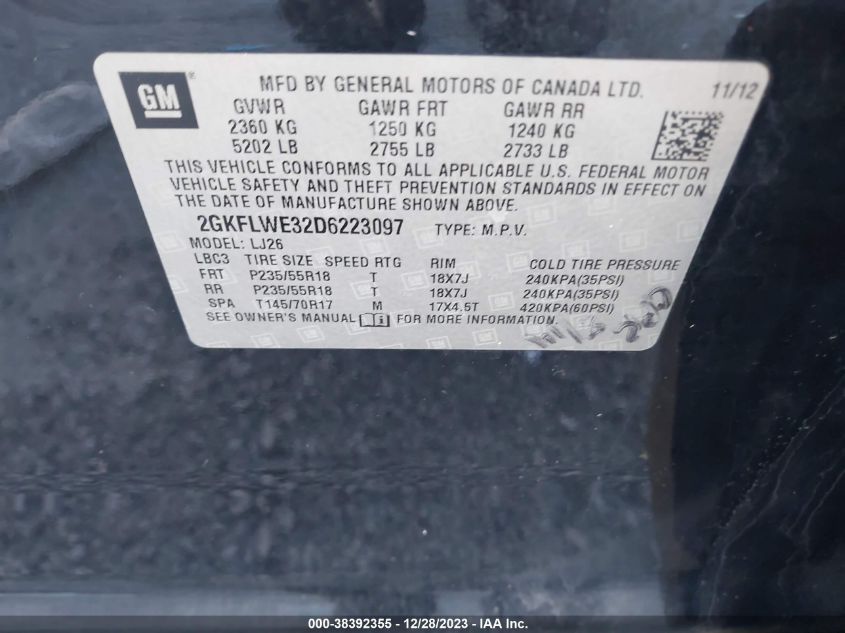 GM ® MFD BY GENERAL MOTORS OF CANADA LTD. 11/12
GVWR GAWR FRT GAWR RR
2360 KG 1250 KG 1240 KG
5202 LB 2755 LB 2733 LB
THIS VEHICLE CONFORMS TO ALL APPLICABLE U.S. FEDERAL MOTOR
VEHICLE SAFETY AND THEFT PREVENTION STANDARDS IN EFFECT ON
THE DATE OF MANUFACTURE SHOWN ABOVE.
2GKFLWE32D6223097 TYPE: M.P.V.
MODEL: LJ26
LBC3 TIRE SIZE SPEED RTG RIM COLD TIRE PRESSURE
FRT P235/55R18 T 18X7J 240KPA(35PSI)
RR P235/55R18 T 18X7J 240KPA(35PSI)
SPA T145/70R17 M 17X4.5T 420KPA(60PSI)
SEE OWNER'S MANUAL FOR MORE INFORMATION.
000-38392355 - 12/28/2023 - IAA Inc.